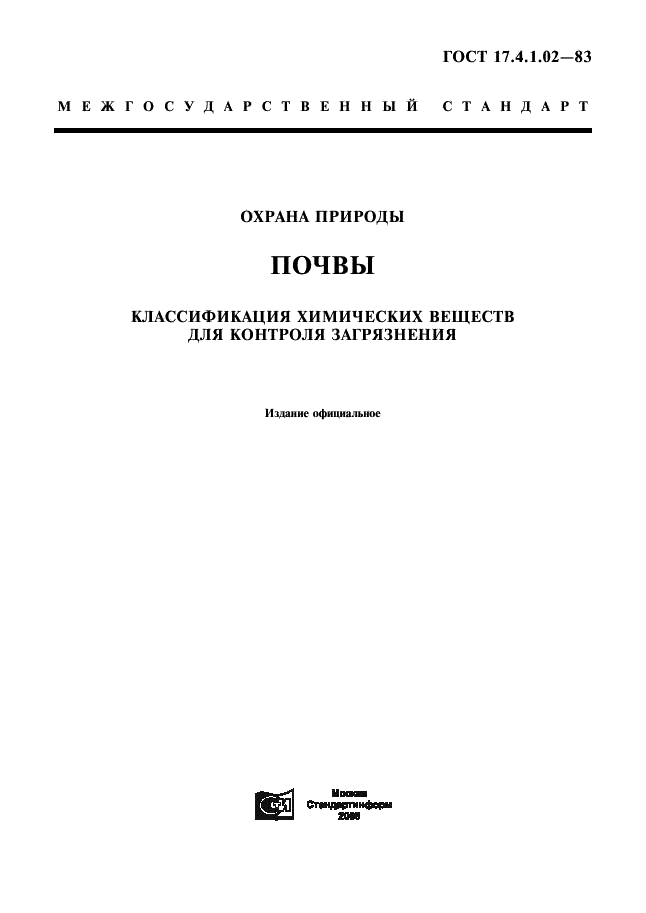 ГОСТ 17.4.1.02—83
МЕЖГОСУДАРСТВЕННЫЙ СТАНДАРТ
ОХРАНА ПРИРОДЫ
ПОЧВЫ
КЛАССИФИКАЦИЯ ХИМИЧЕСКИХ ВЕЩЕСТВ
ДЛЯ КОНТРОЛЯ ЗАГРЯЗНЕНИЯ
Издание официальное
Москва
Стандартинформ